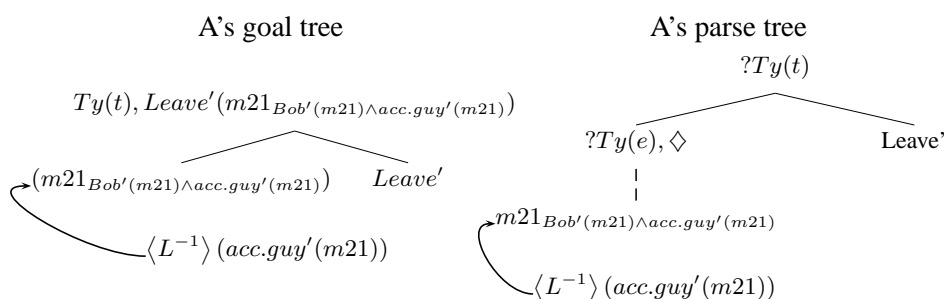 A's goal tree
Ty(t), Leave′(m21_{Bob′(m21)∧acc.guy′(m21)})
(m21_{Bob′(m21)∧acc.guy′(m21)}) Leave′
⟨L⁻¹⟩ (acc.guy′(m21))
A's parse tree
?Ty(t)
?Ty(e), ♢ Leave'
m21_{Bob′(m21)∧acc.guy′(m21)}
⟨L⁻¹⟩ (acc.guy′(m21))